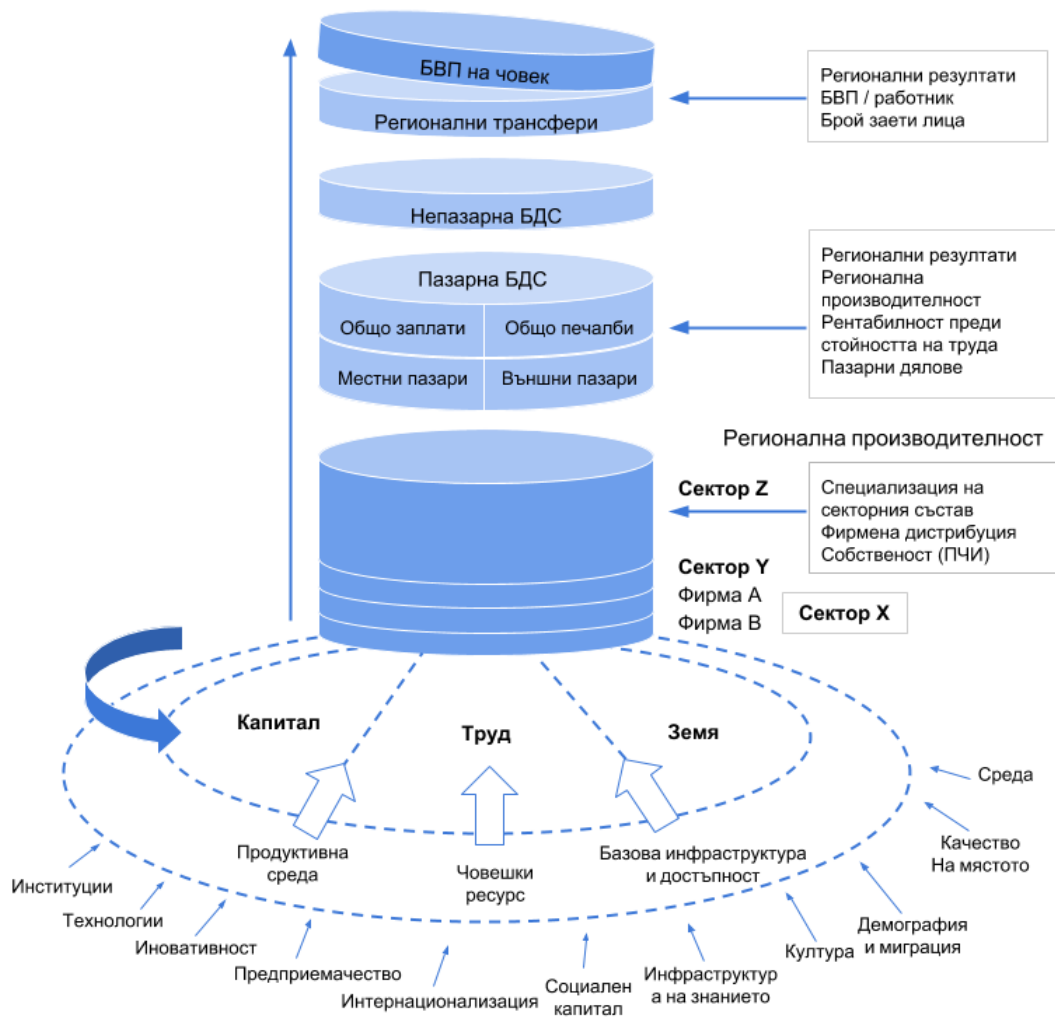 БВП на човек
Регионални трансфери
Регионални резултати
БВП / работник
Брой заети лица
Непазарна БДС
Пазарна БДС
Общо заплати
Общо печалби
Местни пазари
Външни пазари
Регионални резултати
Регионална
производителност
Рентабилност преди
стойността на труда
Пазарни дялове
Регионална производителност
Сектор Z
Специализация на
секторния състав
Фирмена дистрибуция
Собственост (ПЧИ)
Сектор Y
Фирма А
Фирма В
Сектор X
Капитал
Труд
Земя
Продуктивна
среда
Човешки
ресурс
Базова инфраструктура
и достъпност
Институции
Технологии
Иновативност
Предприемачество
Интернационализация
Социален
капитал
Инфраструктур
а на знанието
Култура
Демография
и миграция
Качество
На мястото
Среда